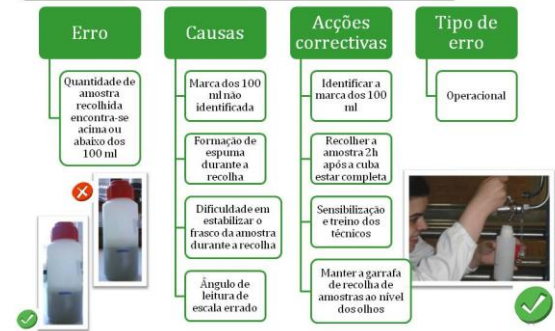 Erro
Quantidade de
amostra
recolhida
encontra-se
acima ou
abaixo dos
100 ml
Causas
Marca dos 100
ml não
identificada
Formação de
espuma
durante a
recolha
Dificuldade em
estabilizar o
frasco da amostra
durante a recolha
Ângulo de
leitura de
escala errado
Acções
correctivas
Identificar a
marca dos 100
ml
Recolher a
amostra 2h
após a cuba
estar completa
Sensibilização
e treino dos
técnicos
Manter a garrafa
de recolha de
amostras ao nível
dos olhos
Tipo de
erro
Operacional